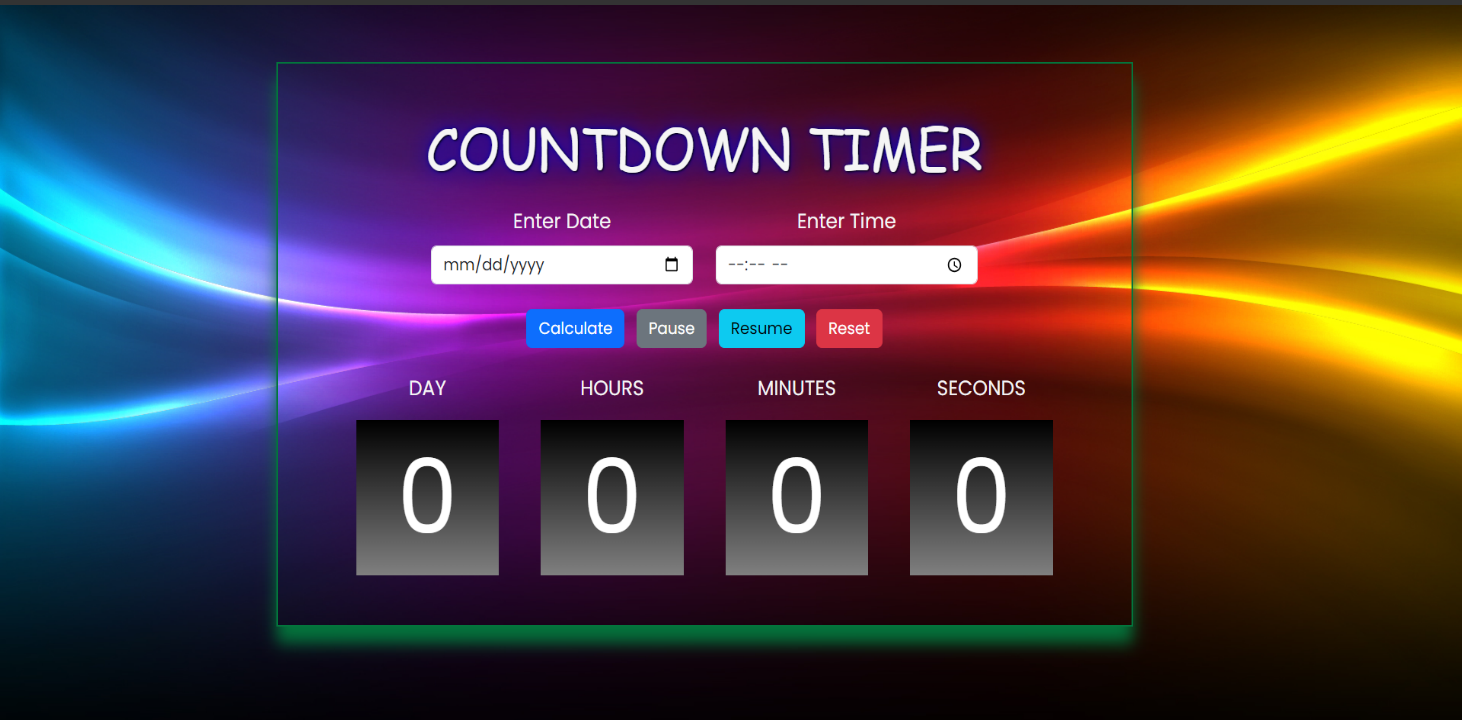 COUNTDOWN TIMER
Enter Date Enter Time
mm/dd/yyyy --:-- --
Calculate Pause Resume Reset
DAY HOURS MINUTES SECONDS
0 0 0 0